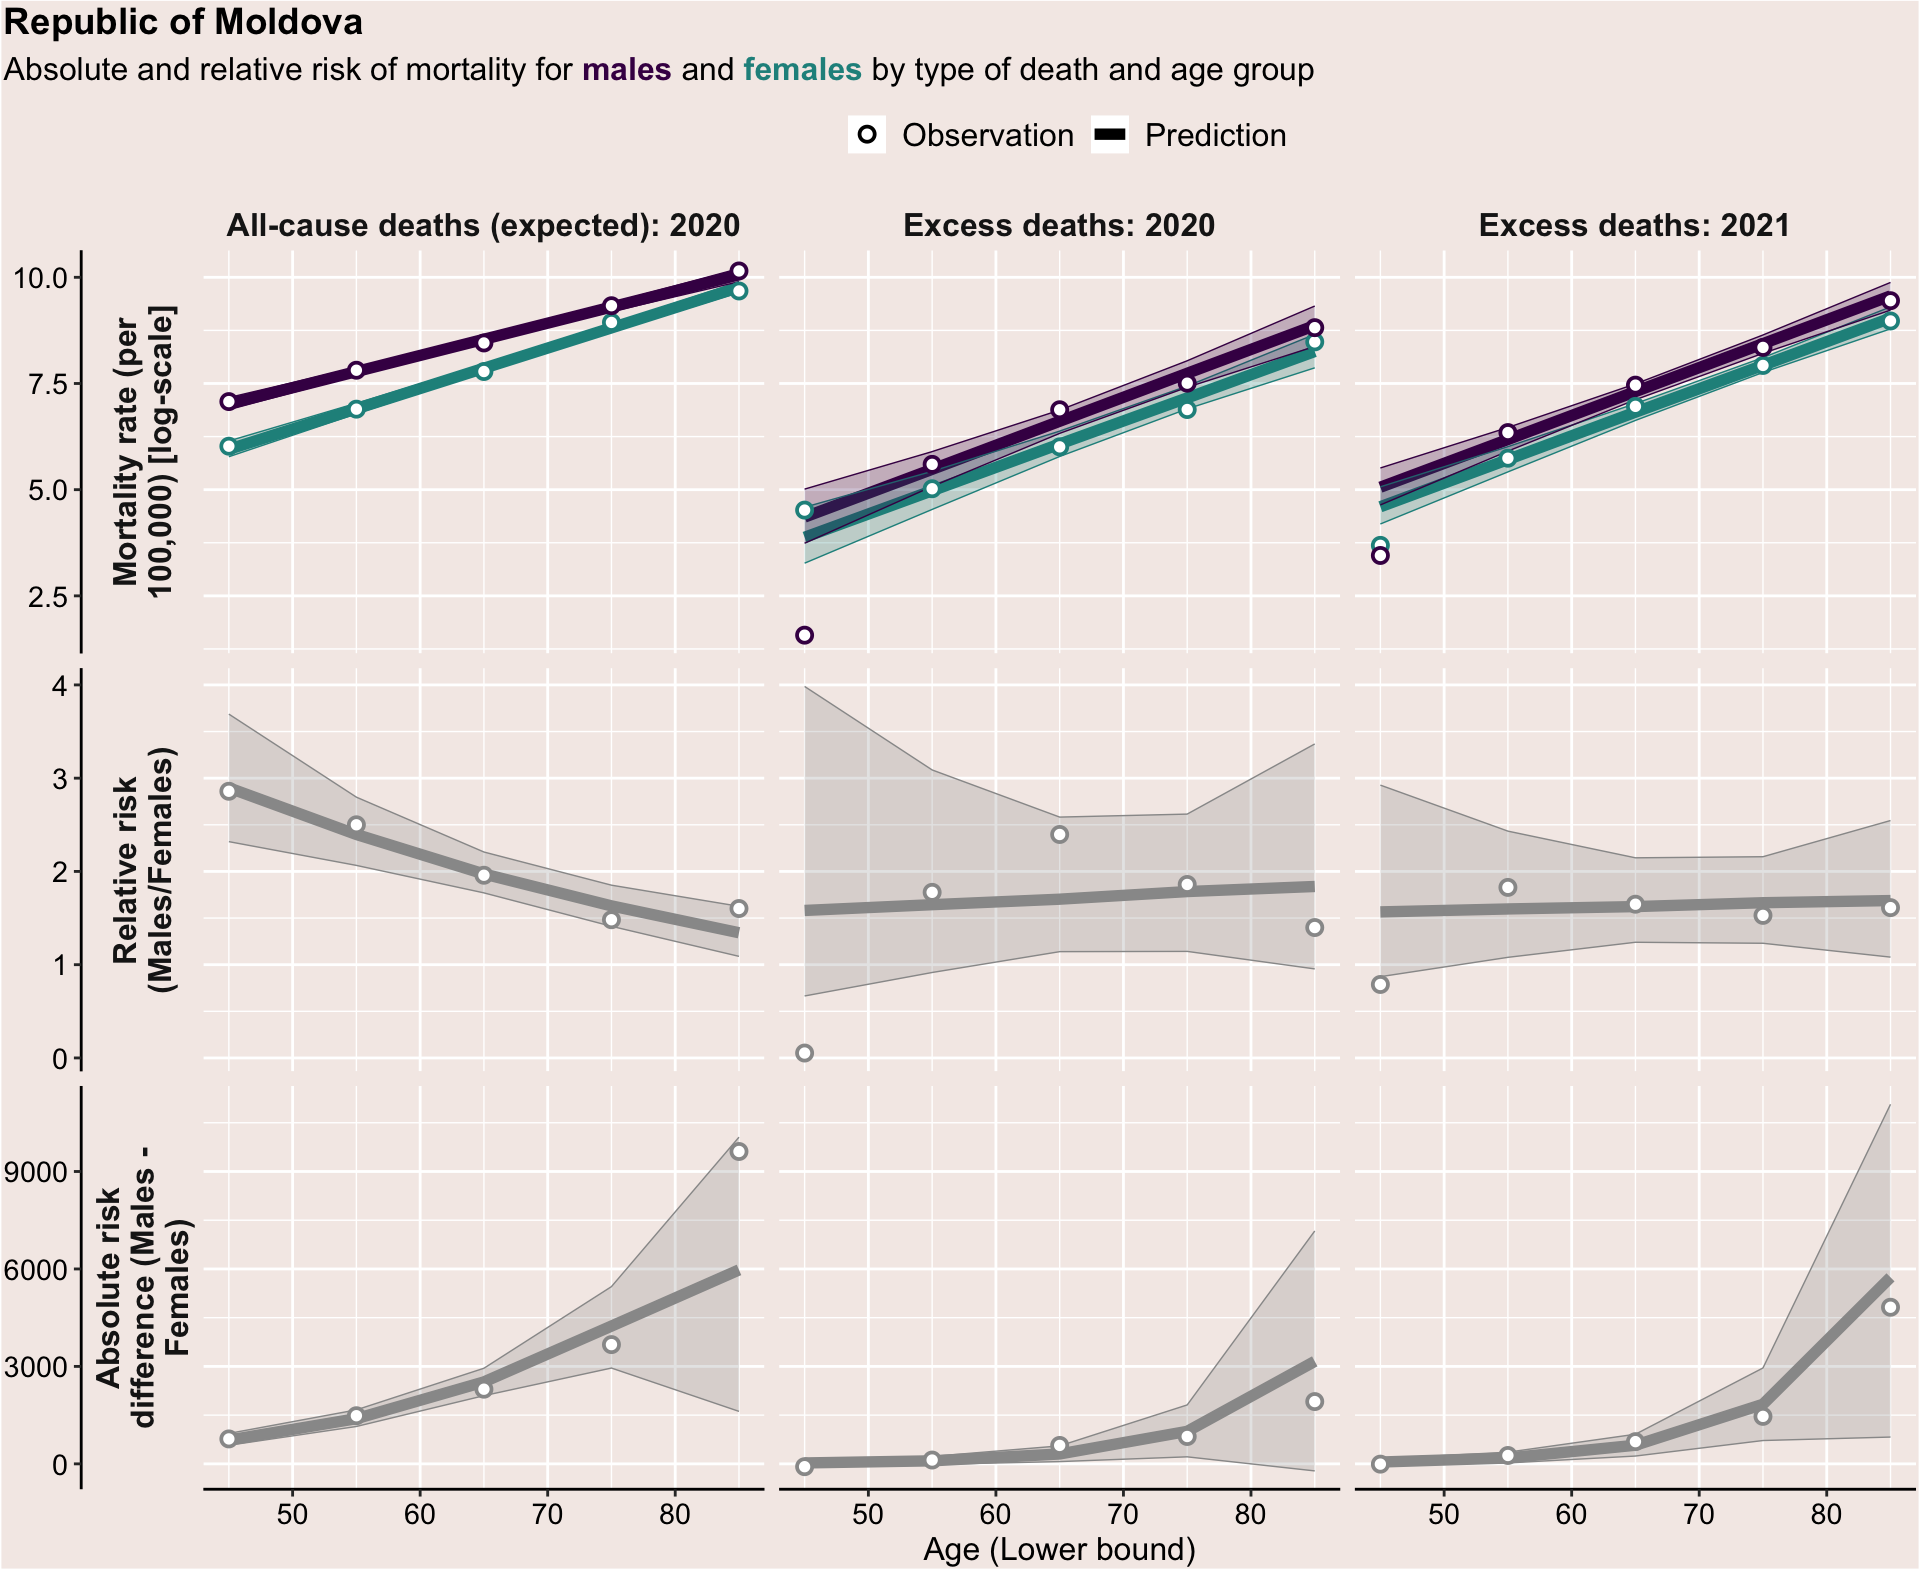 Republic of Moldova
Absolute and relative risk of mortality for males and females by type of death and age group
Observation Prediction
All-cause deaths (expected): 2020 Excess deaths: 2020 Excess deaths: 2021
Mortality rate (per
100,000) [log-scale]
10.0
7.5
5.0
2.5
Relative risk
(Males/Females)
4
3
2
1
0
Absolute risk
difference (Males -
Females)
9000
6000
3000
0
50 60 70 80 50 60 70 80 50 60 70 80
Age (Lower bound)